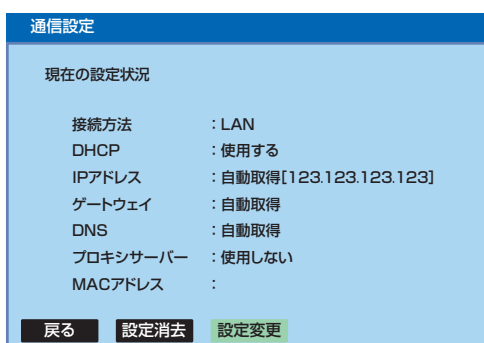 通信設定
現在の設定状況
接続方法 :LAN
DHCP :使用する
IPアドレス :自動取得[123.123.123.123]
ゲートウェイ :自動取得
DNS :自動取得
プロキシサーバー :使用しない
MACアドレス :
戻る 設定消去 設定変更